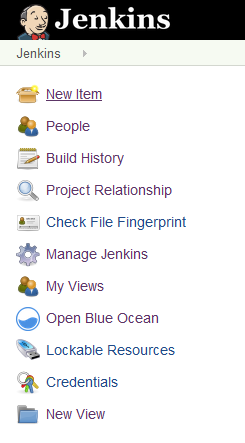 Jenkins
Jenkins
New Item
People
Build History
Project Relationship
Check File Fingerprint
Manage Jenkins
My Views
Open Blue Ocean
Lockable Resources
Credentials
New View